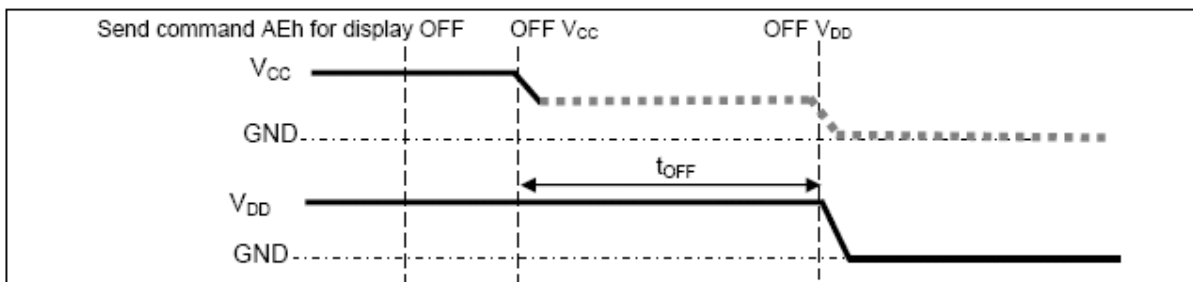 Send command AEh for display OFF OFF VCC OFF VDD
VCC
GND
tOFF
VDD
GND